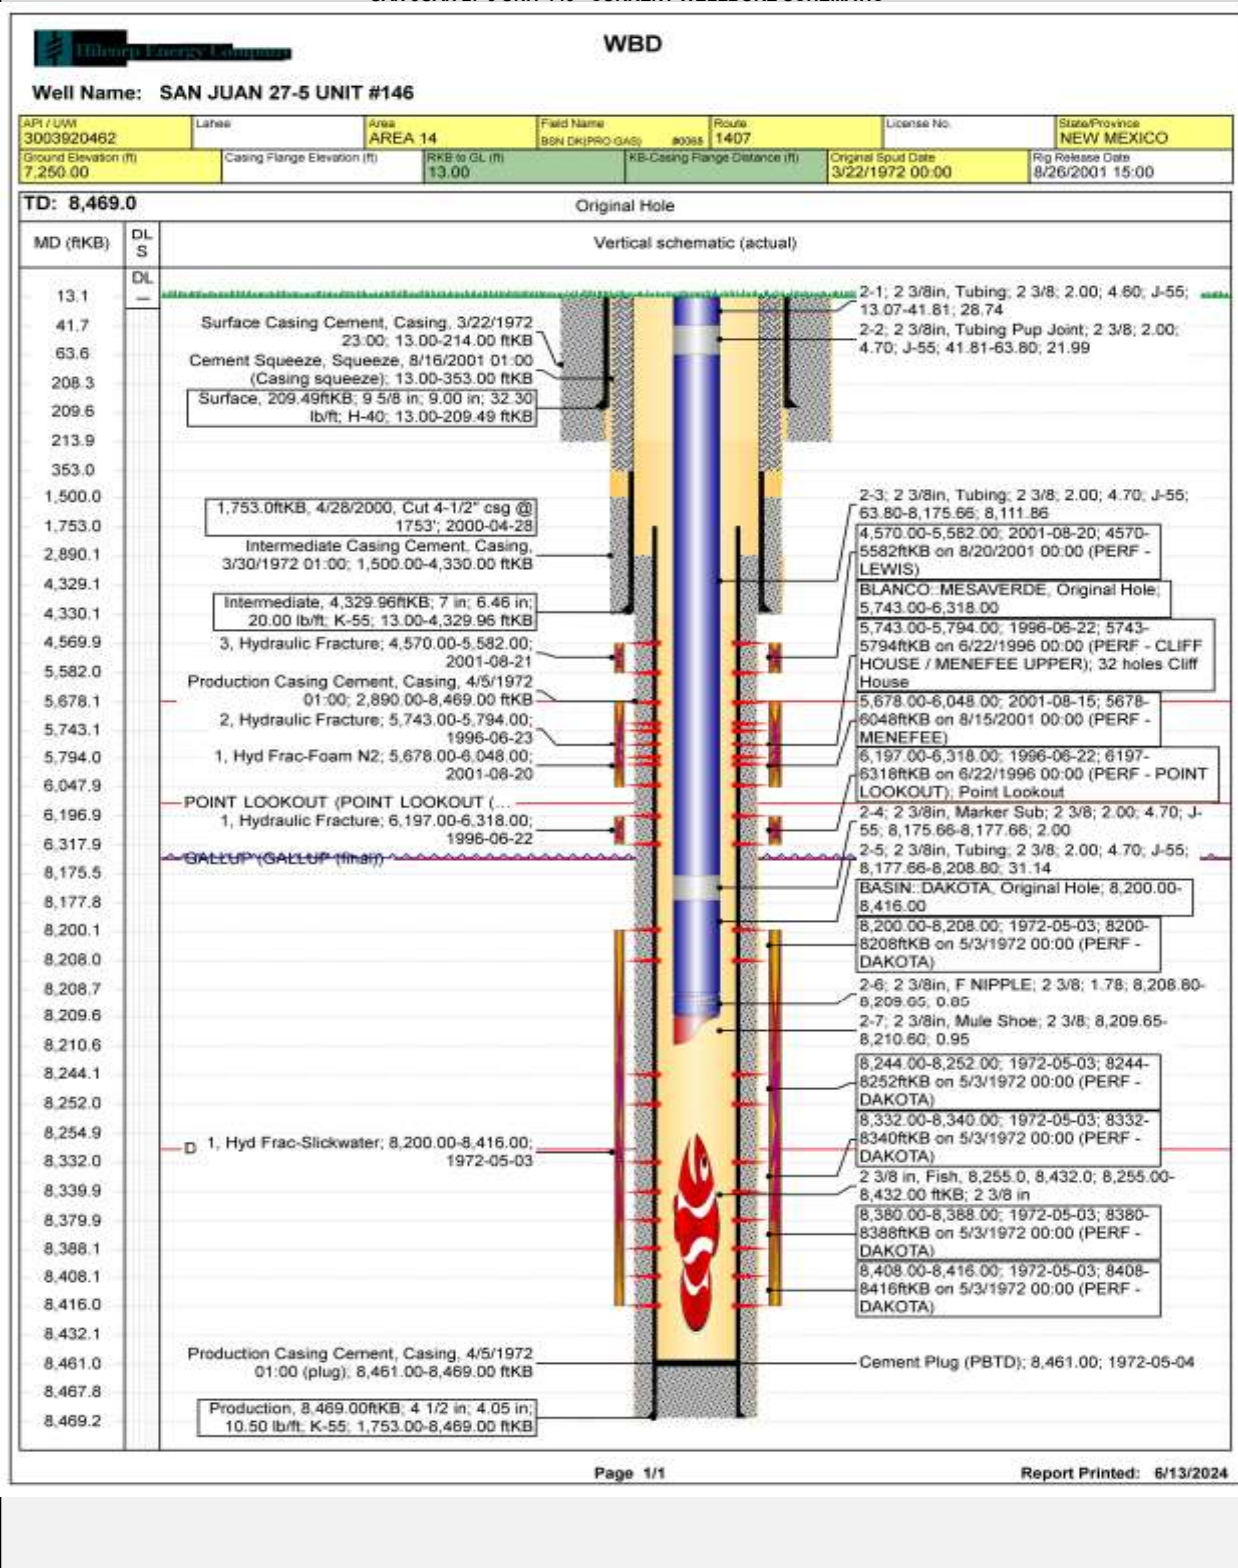 Hilcorp Energy Company
WBD
Well Name: SAN JUAN 27-5 UNIT #146
API / UWI
3003920462
Area
AREA 14
Field Name
BSN DK(PRO GAS) #0068
Route
1407
License No.
State/Province
NEW MEXICO
Ground Elevation (ft)
7,250.00
Casing Flange Elevation (ft)
RKB to GL (ft)
13.00
KB-Casing Flange Distance (ft)
Original Spud Date
3/22/1972 00:00
Rig Release Date
8/26/2001 15:00
TD: 8,469.0
Original Hole
MD (ftKB)
DL
S
Vertical schematic (actual)
DL
13.1
41.7
63.6
208.3
209.6
213.9
353.0
1,500.0
1,753.0
2,890.1
4,329.1
4,330.1
4,569.9
5,582.0
5,678.1
5,743.1
5,794.0
6,047.9
6,196.9
6,317.9
8,175.5
8,177.8
8,200.1
8,208.0
8,208.7
8,209.6
8,210.6
8,244.1
8,252.0
8,254.9
8,332.0
8,339.9
8,379.9
8,388.1
8,408.1
8,416.0
8,432.1
8,461.0
8,467.8
8,469.2
Surface Casing Cement, Casing, 3/22/1972
23:00; 13.00-214.00 ftKB
Cement Squeeze, Squeeze, 8/16/2001 01:00
(Casing squeeze); 13.00-353.00 ftKB
Surface, 209.49ftKB; 9 5/8 in; 9.00 in; 32.30
lb/ft; H-40; 13.00-209.49 ftKB
1,753.0ftKB, 4/28/2000, Cut 4-1/2" csg @
1753'; 2000-04-28
Intermediate Casing Cement, Casing,
3/30/1972 01:00; 1,500.00-4,330.00 ftKB
Intermediate, 4,329.96ftKB; 7 in; 6.46 in;
20.00 lb/ft; K-55; 13.00-4,329.96 ftKB
3, Hydraulic Fracture; 4,570.00-5,582.00;
2001-08-21
Production Casing Cement, Casing, 4/5/1972
01:00; 2,890.00-8,469.00 ftKB
2, Hydraulic Fracture; 5,743.00-5,794.00;
1996-06-23
1, Hyd Frac-Foam N2; 5,678.00-6,048.00;
2001-08-20
POINT LOOKOUT (POINT LOOKOUT (...
1, Hydraulic Fracture; 6,197.00-6,318.00;
1996-06-22
GALLUP (GALLUP (final))
D
1, Hyd Frac-Slickwater; 8,200.00-8,416.00;
1972-05-03
Production Casing Cement, Casing, 4/5/1972
01:00 (plug); 8,461.00-8,469.00 ftKB
Production, 8,469.00ftKB; 4 1/2 in; 4.05 in;
10.50 lb/ft; K-55; 1,753.00-8,469.00 ftKB
2-1; 2 3/8in, Tubing; 2 3/8; 2.00; 4.60; J-55;
13.07-41.81; 28.74
2-2; 2 3/8in, Tubing Pup Joint; 2 3/8; 2.00;
4.70; J-55; 41.81-63.80; 21.99
2-3; 2 3/8in, Tubing; 2 3/8; 2.00; 4.70; J-55;
63.80-8,175.66; 8,111.86
4,570.00-5,582.00; 2001-08-20; 4570-
5582ftKB on 8/20/2001 00:00 (PERF -
LEWIS)
BLANCO::MESAVERDE, Original Hole;
5,743.00-6,318.00
5,743.00-5,794.00; 1996-06-22; 5743-
5794ftKB on 6/22/1996 00:00 (PERF - CLIFF
HOUSE / MENEFEE UPPER); 32 holes Cliff
House
5,678.00-6,048.00; 2001-08-15; 5678-
6048ftKB on 8/15/2001 00:00 (PERF -
MENEFEE)
6,197.00-6,318.00; 1996-06-22; 6197-
6318ftKB on 6/22/1996 00:00 (PERF - POINT
LOOKOUT); Point Lookout
2-4; 2 3/8in, Marker Sub; 2 3/8; 2.00; 4.70; J-
55; 8,175.66-8,177.66; 2.00
2-5; 2 3/8in, Tubing; 2 3/8; 2.00; 4.70; J-55;
8,177.66-8,208.80; 31.14
BASIN::DAKOTA, Original Hole; 8,200.00-
8,416.00
8,200.00-8,208.00; 1972-05-03; 8200-
8208ftKB on 5/3/1972 00:00 (PERF -
DAKOTA)
2-6; 2 3/8in, F NIPPLE; 2 3/8; 1.78; 8,208.80-
8,209.65; 0.85
2-7; 2 3/8in, Mule Shoe; 2 3/8; 8,209.65-
8,210.60; 0.95
8,244.00-8,252.00; 1972-05-03; 8244-
8252ftKB on 5/3/1972 00:00 (PERF -
DAKOTA)
8,332.00-8,340.00; 1972-05-03; 8332-
8340ftKB on 5/3/1972 00:00 (PERF -
DAKOTA)
2 3/8 in, Fish, 8,255.0, 8,432.0; 8,255.00-
8,432.00 ftKB; 2 3/8 in
8,380.00-8,388.00; 1972-05-03; 8380-
8388ftKB on 5/3/1972 00:00 (PERF -
DAKOTA)
8,408.00-8,416.00; 1972-05-03; 8408-
8416ftKB on 5/3/1972 00:00 (PERF -
DAKOTA)
Cement Plug (PBTD); 8,461.00; 1972-05-04
Page 1/1
Report Printed: 6/13/2024